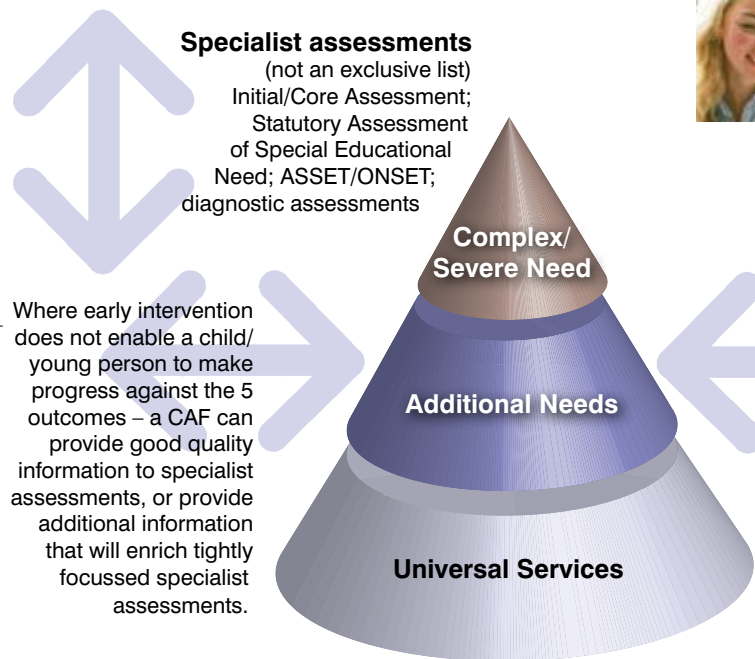 Specialist assessments
(not an exclusive list)
Initial/Core Assessment;
Statutory Assessment
of Special Educational
Need; ASSET/ONSET;
diagnostic assessments
Complex/
Severe Need
Where early intervention
does not enable a child/
young person to make
progress against the 5
outcomes – a CAF can
provide good quality
information to specialist
assessments, or provide
additional information
that will enrich tightly
focussed specialist
assessments.
Additional Needs
Universal Services